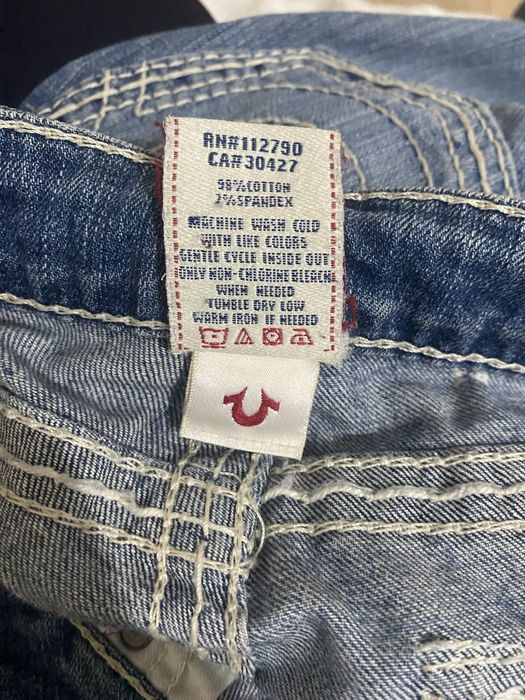 RN#112790
CA#30427
98%COTTON
2%SPANDEX
MACHINE WASH COLD
WITH LIKE COLORS
GENTLE CYCLE INSIDE OUT
ONLY NON-CHLORINE BLEACH
WHEN NEEDED
TUMBLE DRY LOW
WARM IRON IF NEEDED